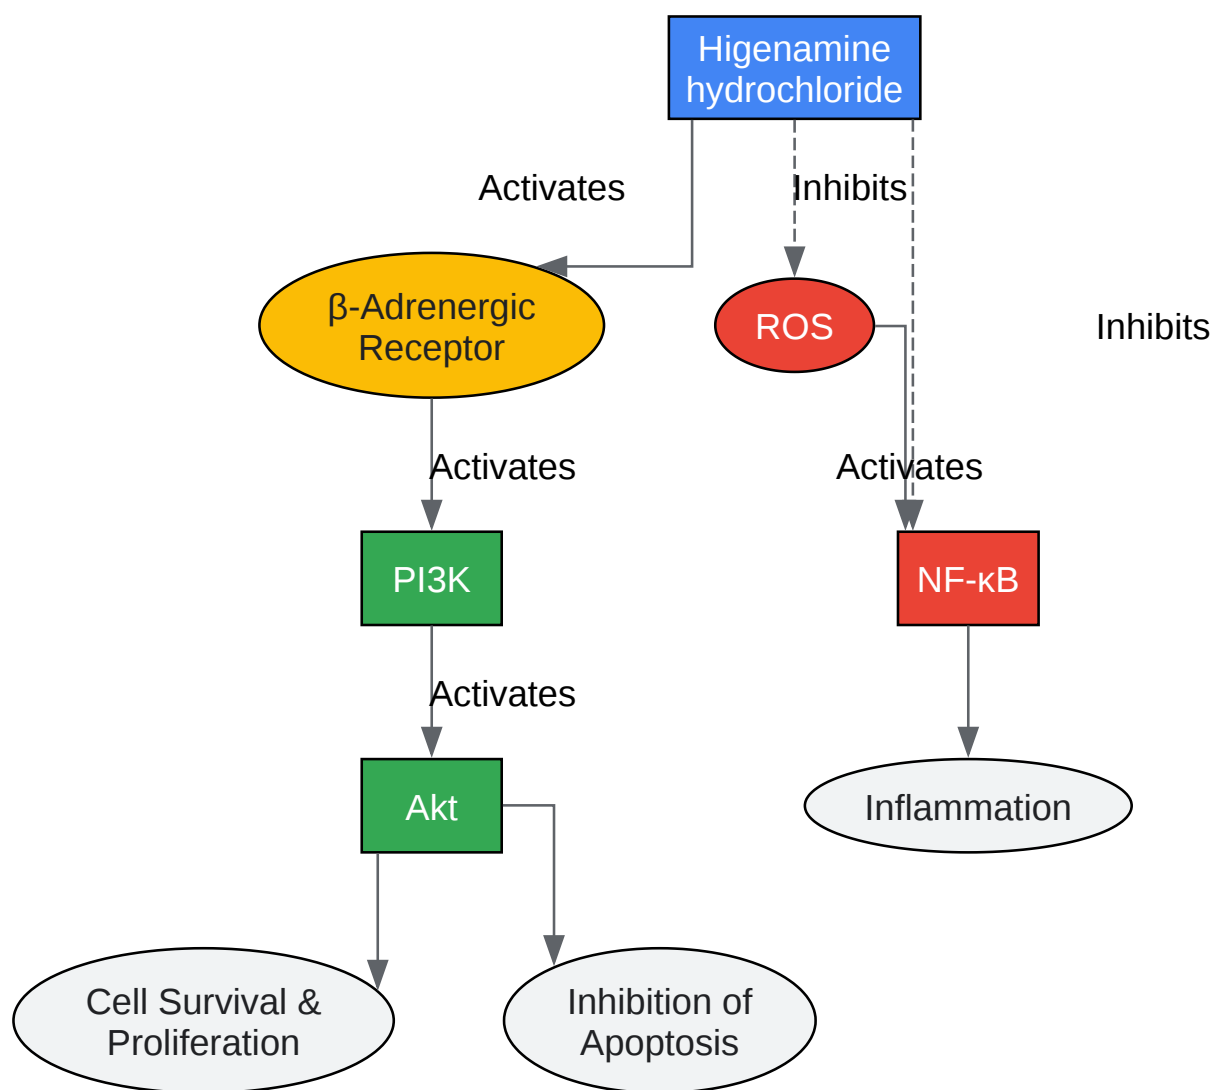 Higenamine
hydrochloride
Activates
Inhibits
β-Adrenergic
Receptor
ROS
Inhibits
Activates
Activates
PI3K
NF-κB
Activates
Akt
Inflammation
Cell Survival &
Proliferation
Inhibition of
Apoptosis